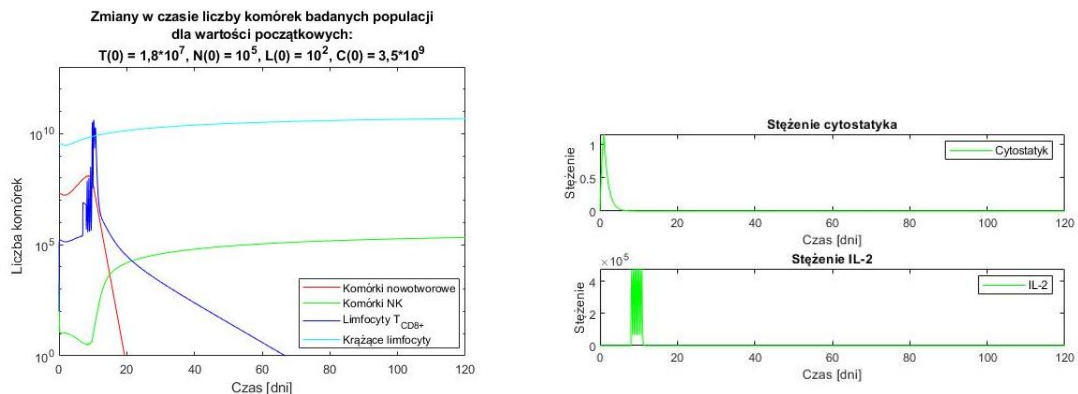 Zmiany w czasie liczby komórek badanych populacji
dla wartości początkowych:
T(0) = 1,8*10^7, N(0) = 10^5, L(0) = 10^2, C(0) = 3,5*10^9
Liczba komórek
10^10
10^5
10^0
Komórki nowotworowe
Komórki NK
Limfocyty T_CD8+
Krążące limfocyty
0 20 40 60 80 100 120
Czas [dni]
Stężenie cytostatyka
Stężenie
1
0.5
0
Cytostatyk
0 20 40 60 80 100 120
Czas [dni]
× 10^5
Stężenie IL-2
Stężenie
4
2
0
IL-2
0 20 40 60 80 100 120
Czas [dni]